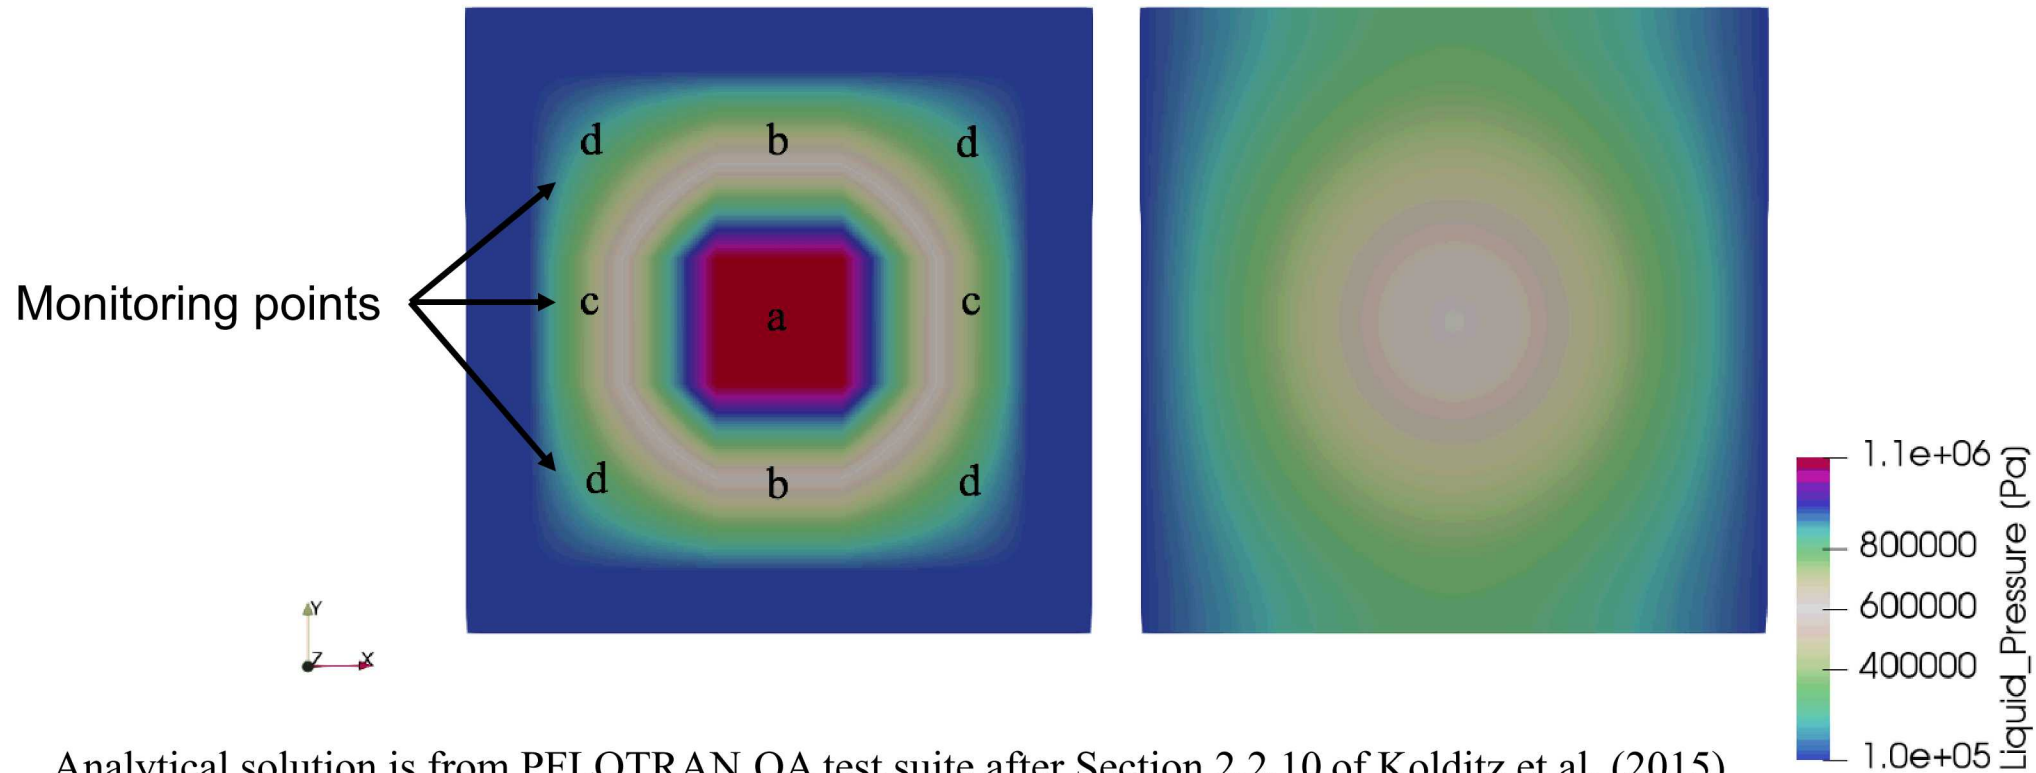 d b d
Monitoring points
c a c
d b d
Y
Z X
1.1e+06
800000
600000
400000
1.0e+05
Liquid_Pressure (Pa)
Analytical solution is from PFLOTRAN QA test suite after Section 2.2.10 of Kolditz et al. (2015)